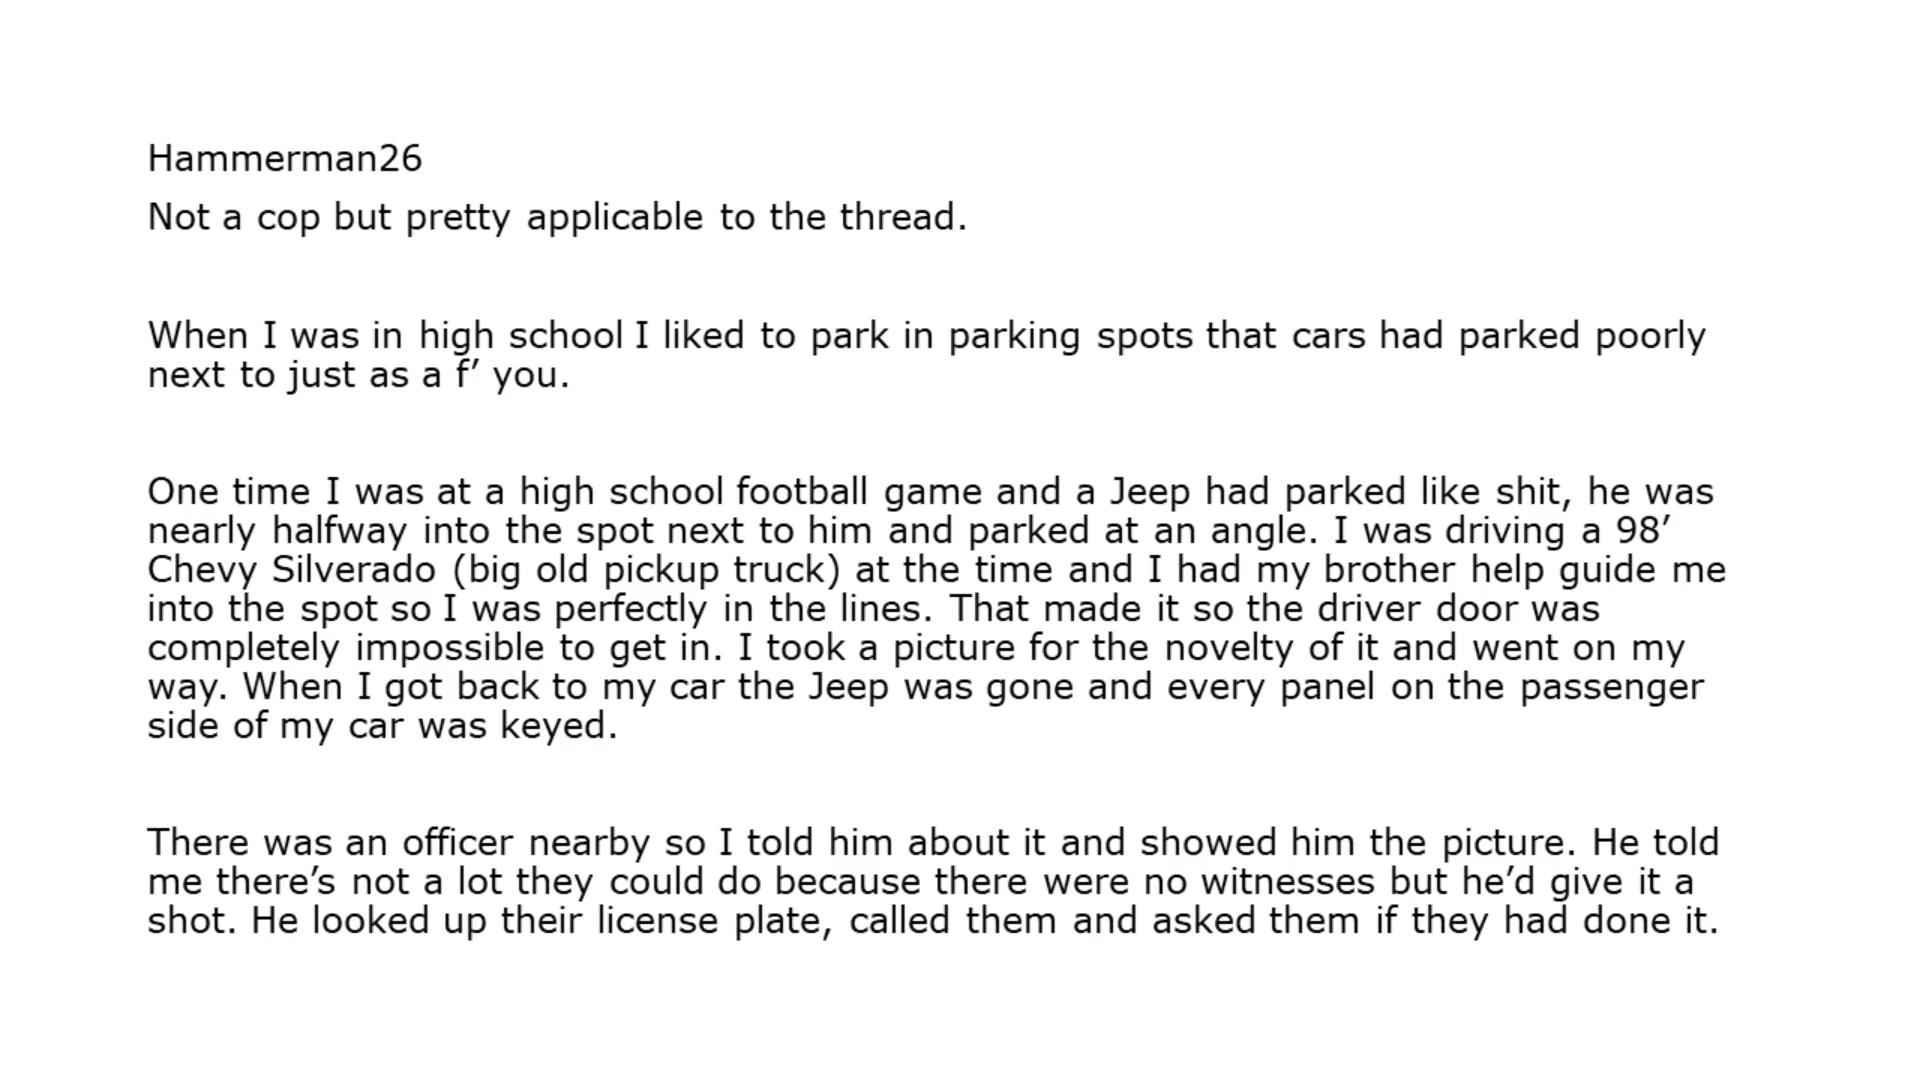 Hammerman26
Not a cop but pretty applicable to the thread.
When I was in high school I liked to park in parking spots that cars had parked poorly
next to just as a f’ you.
One time I was at a high school football game and a Jeep had parked like shit, he was
nearly halfway into the spot next to him and parked at an angle. I was driving a 98’
Chevy Silverado (big old pickup truck) at the time and I had my brother help guide me
into the spot so I was perfectly in the lines. That made it so the driver door was
completely impossible to get in. I took a picture for the novelty of it and went on my
way. When I got back to my car the Jeep was gone and every panel on the passenger
side of my car was keyed.
There was an officer nearby so I told him about it and showed him the picture. He told
me there’s not a lot they could do because there were no witnesses but he’d give it a
shot. He looked up their license plate, called them and asked them if they had done it.